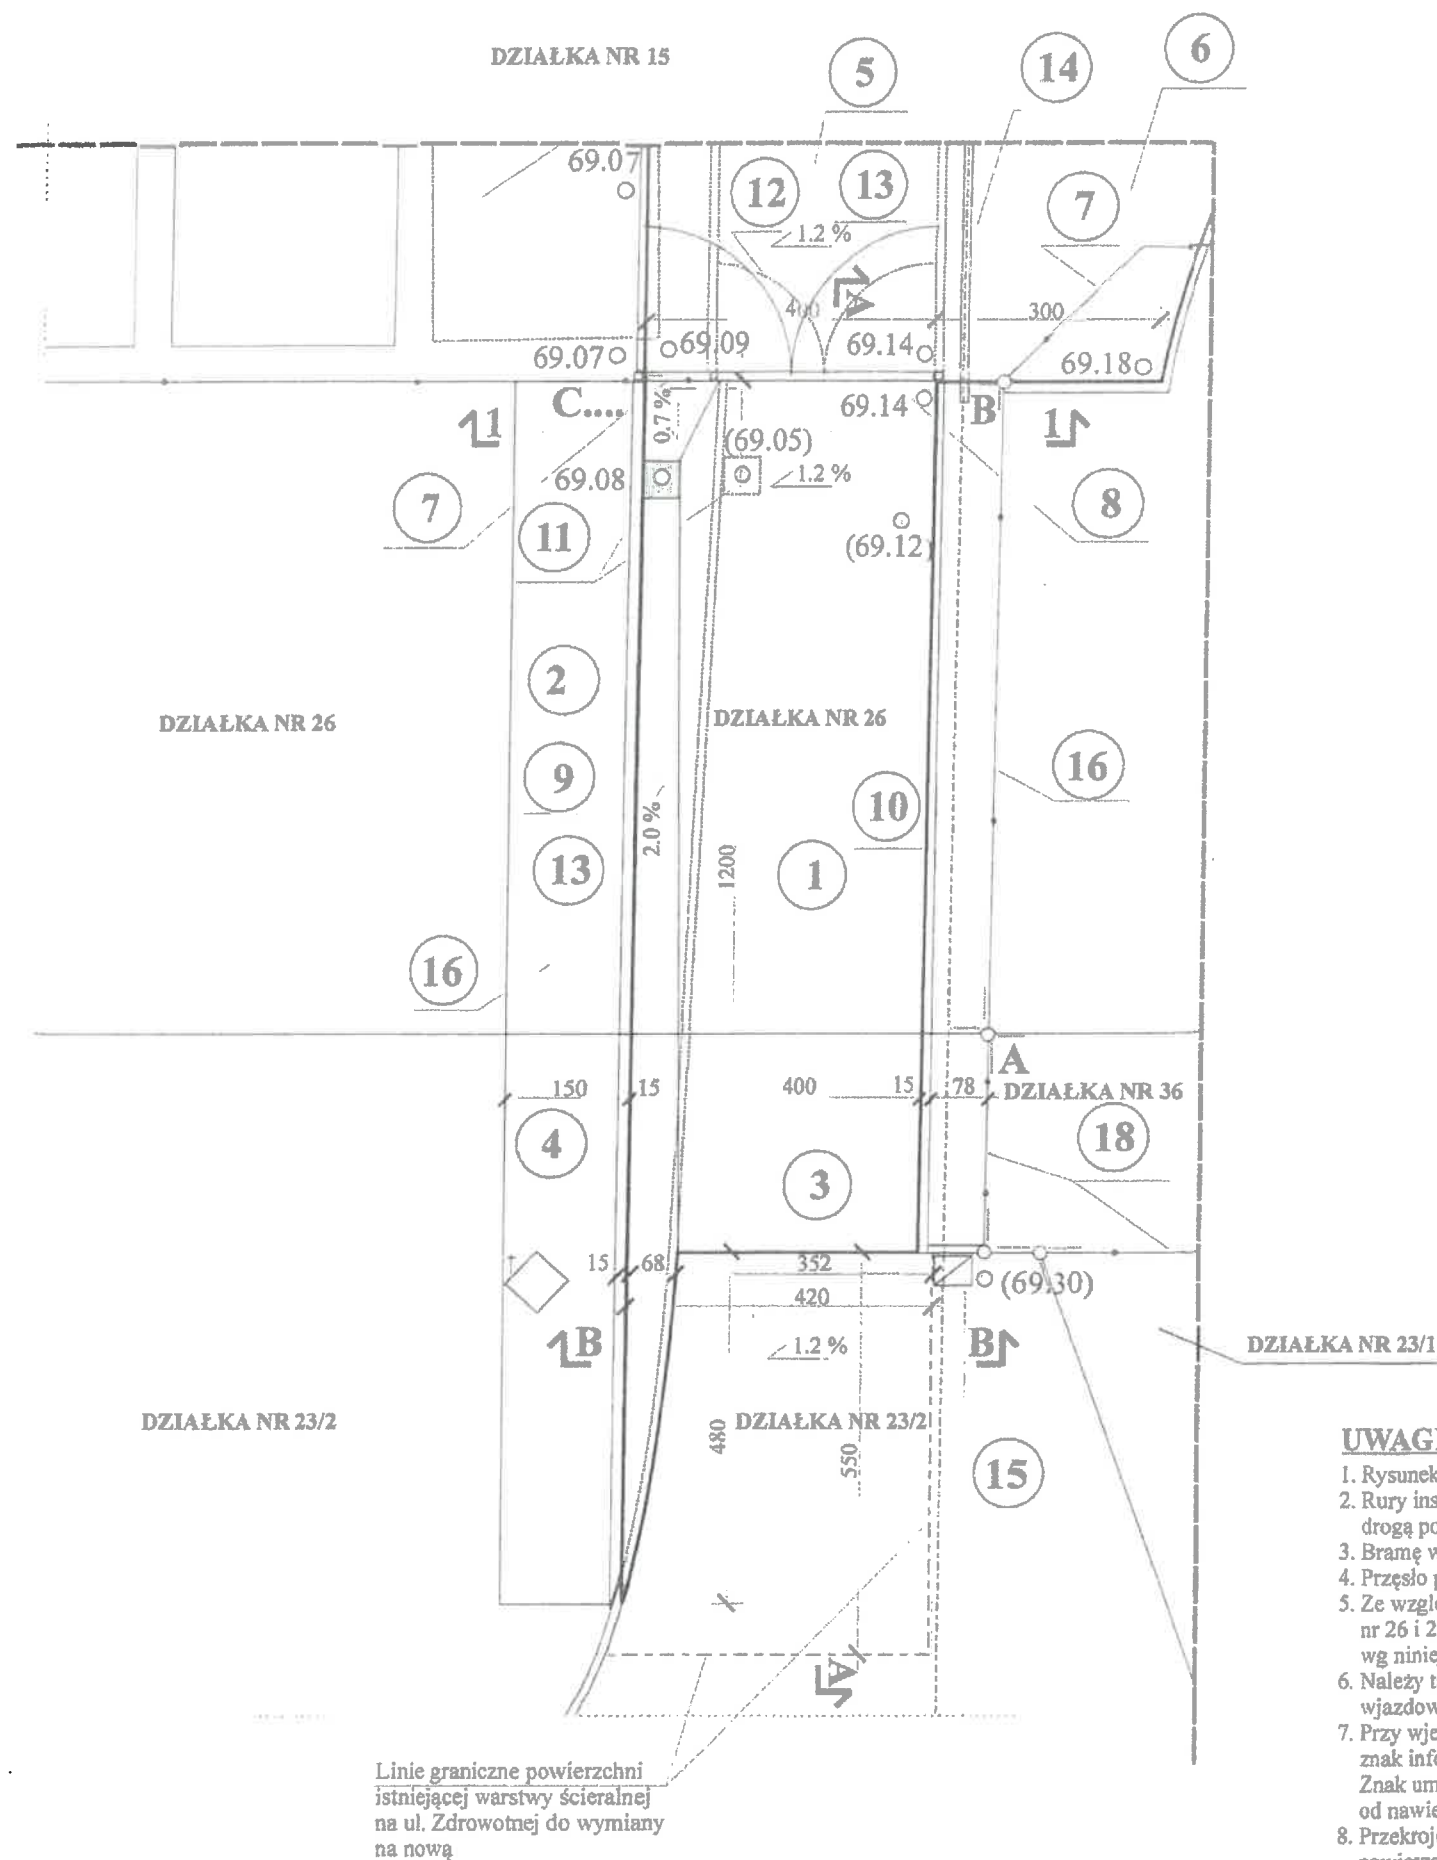 DZIAŁKA NR 15
5
14
6
69.07
12
13
7
1.2 %
A
400
300
69.07
69.09
69.14
69.18
C....
0.7 %
69.14
B
1
1
(69.05)
69.08
1.2 %
7
11
8
(69.12)
2
DZIAŁKA NR 26
DZIAŁKA NR 26
9
16
10
2.0 %
13
1200
1
16
A
150
15
400
15
78
DZIAŁKA NR 36
4
18
3
15
68
352
(69.30)
420
B
1.2 %
B
DZIAŁKA NR 23/1
DZIAŁKA NR 23/2
480
DZIAŁKA NR 23/2
550
15
A
UWAGI
1. Rysunek
2. Rury ins
drogą po
3. Bramę w
4. Przęsło p
5. Ze wzglę
nr 26 i 2
wg niniej
6. Należy t
wjazdow
7. Przy wje
znak info
Znak um
od nawie
8. Przekroj
Linie graniczne powierzchni
istniejącej warstwy ścieralnej
na ul. Zdrowotnej do wymiany
na nową